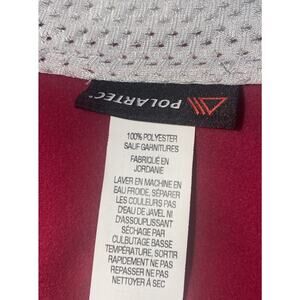 POLARTEC®
100% POLYESTER
SAUF GARNITURES
FABRIQUÉ EN
JORDANIE
LAVER EN MACHINE EN
EAU FROIDE, SÉPARER
LES COULEURS PAS
D'EAU DE JAVEL NI
D'ASSOUPLISSANT
SÉCHAGE PAR
CULBUTAGE BASSE
TEMPÉRATURE, SORTIR
RAPIDEMENT NE PAS
REPASSER NE PAS
NETTOYER À SEC